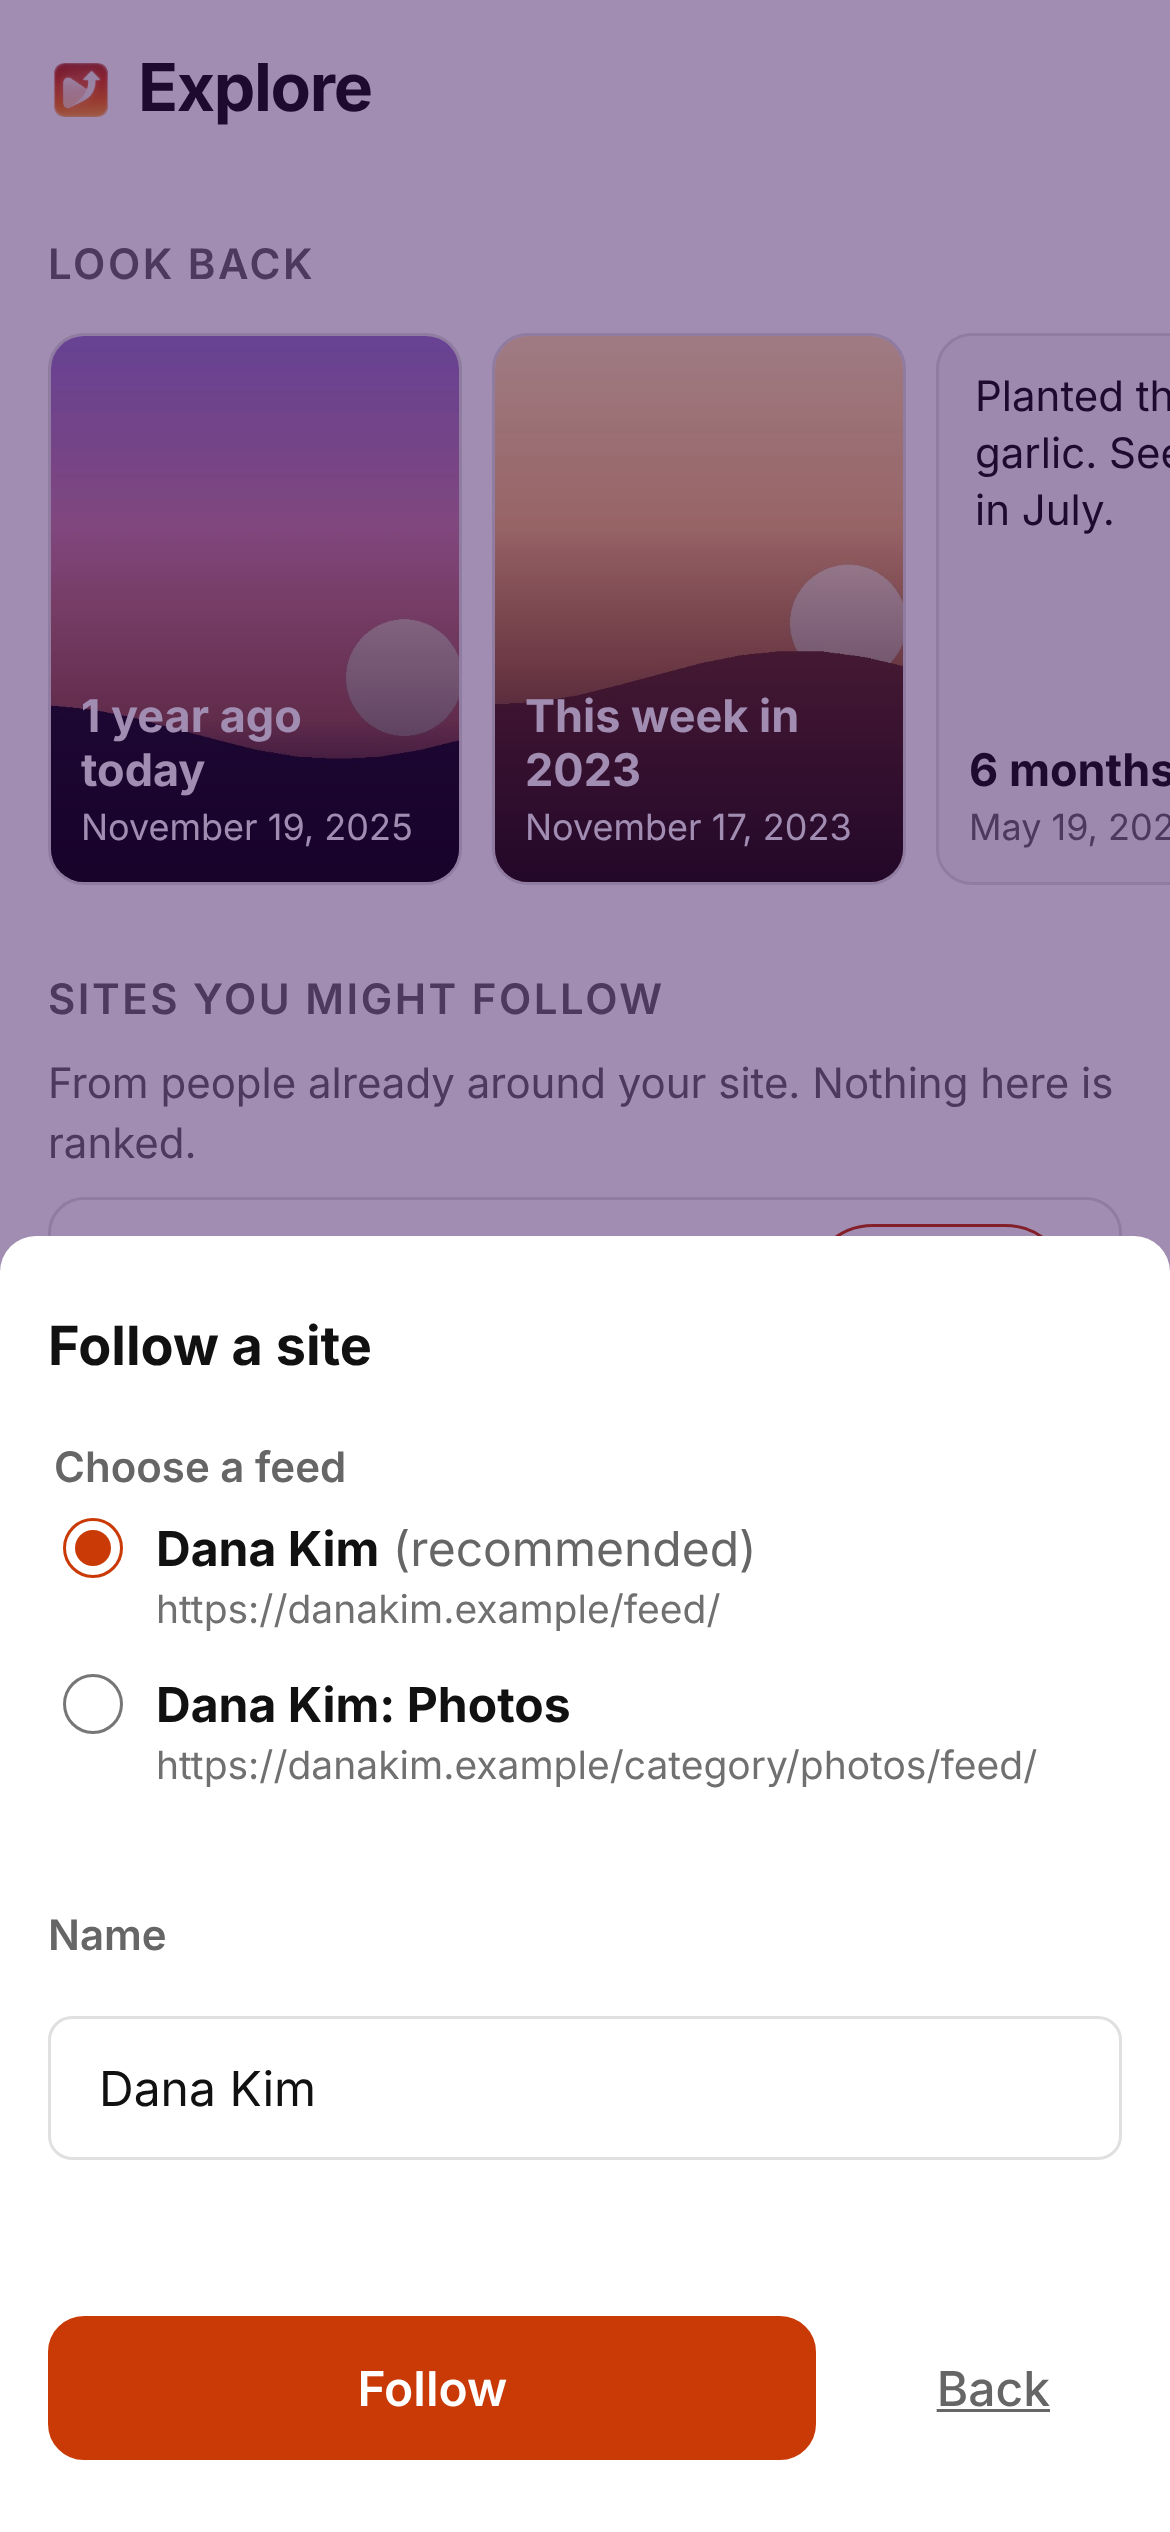 Explore
LOOK BACK
1 year ago
today
November 19, 2025
This week in
2023
November 17, 2023
Planted
garlic.
in July.
6 months
May 19,
SITES YOU MIGHT FOLLOW
From people already around your site. Nothing here is
ranked.
Follow a site
Choose a feed
Dana Kim (recommended)
https://danakim.example/feed/
Dana Kim: Photos
https://danakim.example/category/photos/feed/
Name
Dana Kim
Follow
Back